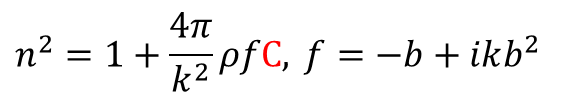 n² = 1 + 4π/k² ρfC, f = −b + ikb²